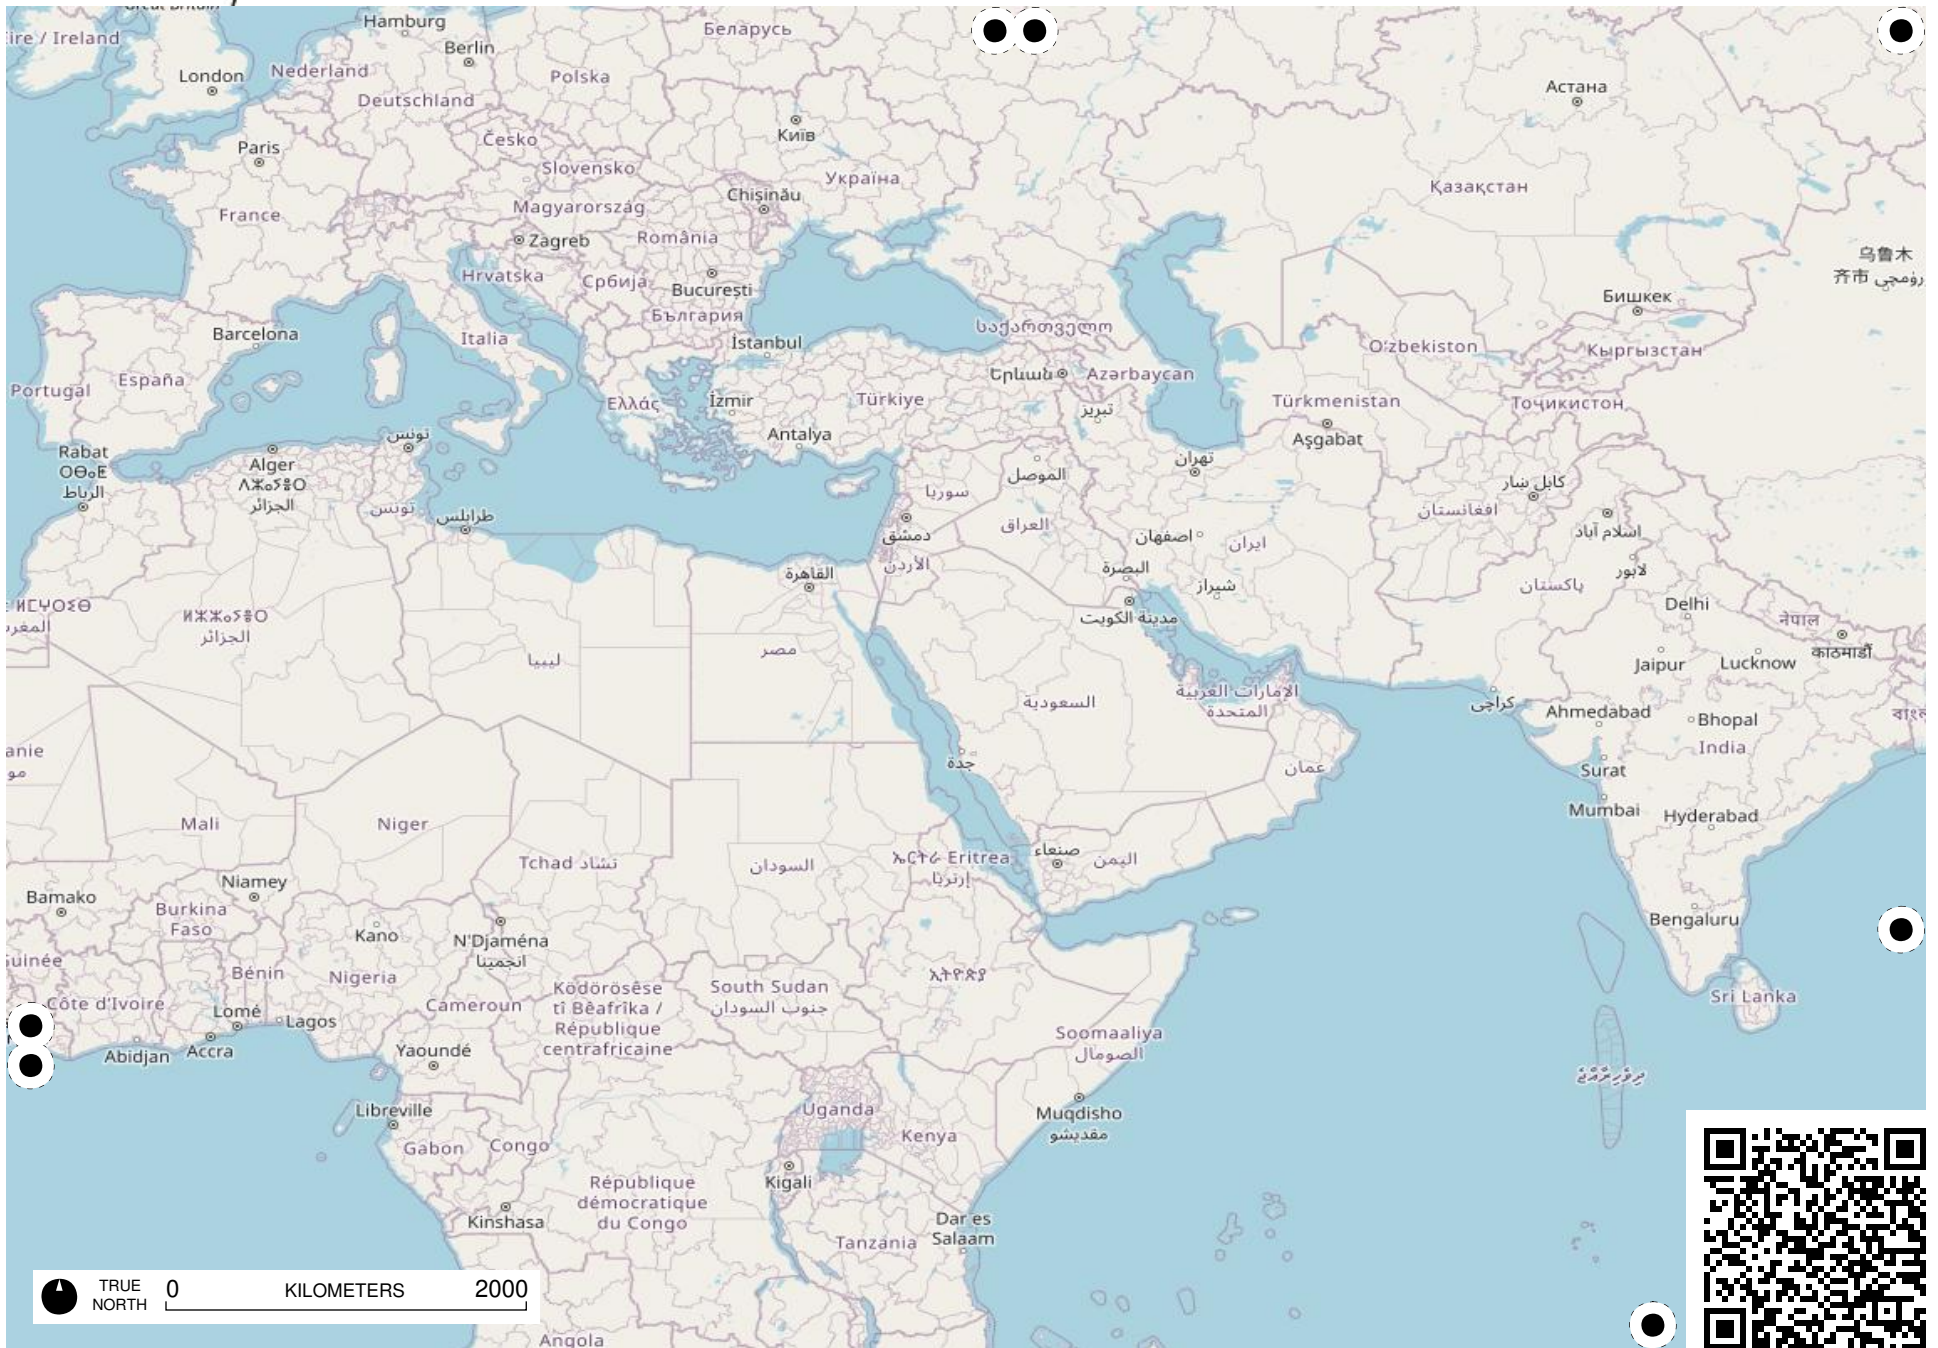 Hamburg
Беларусь
Berlin
London
Nederland
Polska
Астана
Deutschland
Київ
Paris
Česko
Slovensko
Україна
Қазақстан
Chișinău
Magyarország
France
Zagreb
România
乌鲁木
齐市
Hrvatska
Србија
București
Бишкек
България
Barcelona
Italia
İstanbul
საქართველო
Oʻzbekiston
Кыргызстан
Portugal
España
Երևան
Azərbaycan
Ελλάς
İzmir
Türkiye
تبریز
Türkmenistan
Тоҷикистон
تونس
Antalya
Aşgabat
Rabat
ⵔⴱⴰⵟ
الرباط
Alger
الجزائر
تهران
الموصل
سوريا
كابل ښار
تونس
طرابلس
افغانستان
العراق
دمشق
اصفهان
ایران
اسلام آباد
الأردن
البصرة
القاهرة
شیراز
پاکستان
لاہور
Delhi
مدينة الكويت
नेपाल
काठमाडौं
الجزائر
ليبيا
مصر
Jaipur
Lucknow
السعودية
الإمارات العربية
المتحدة
کراچی
Ahmedabad
Bhopal
India
جدة
عمان
Surat
Mumbai
Hyderabad
Mali
Niger
Tchad تشاد
السودان
ኤርትራ Eritrea
إرتريا
صنعاء
اليمن
Bamako
Niamey
Burkina
Faso
Kano
N'Djaména
انجمينا
Bengaluru
Bénin
Nigeria
ኢትዮጵያ
Côte d'Ivoire
Cameroun
Ködörösêse
tî Bêafrîka /
République
centrafricaine
South Sudan
جنوب السودان
Sri Lanka
Lomé
Lagos
Abidjan
Accra
Yaoundé
Soomaaliya
الصومال
ދިވެހިރާއްޖެ
Libreville
Uganda
Muqdisho
مقديشو
Gabon
Congo
Kenya
Kigali
République
démocratique
du Congo
Kinshasa
Dar es
Salaam
Tanzania
TRUE
NORTH
0 KILOMETERS 2000
Angola